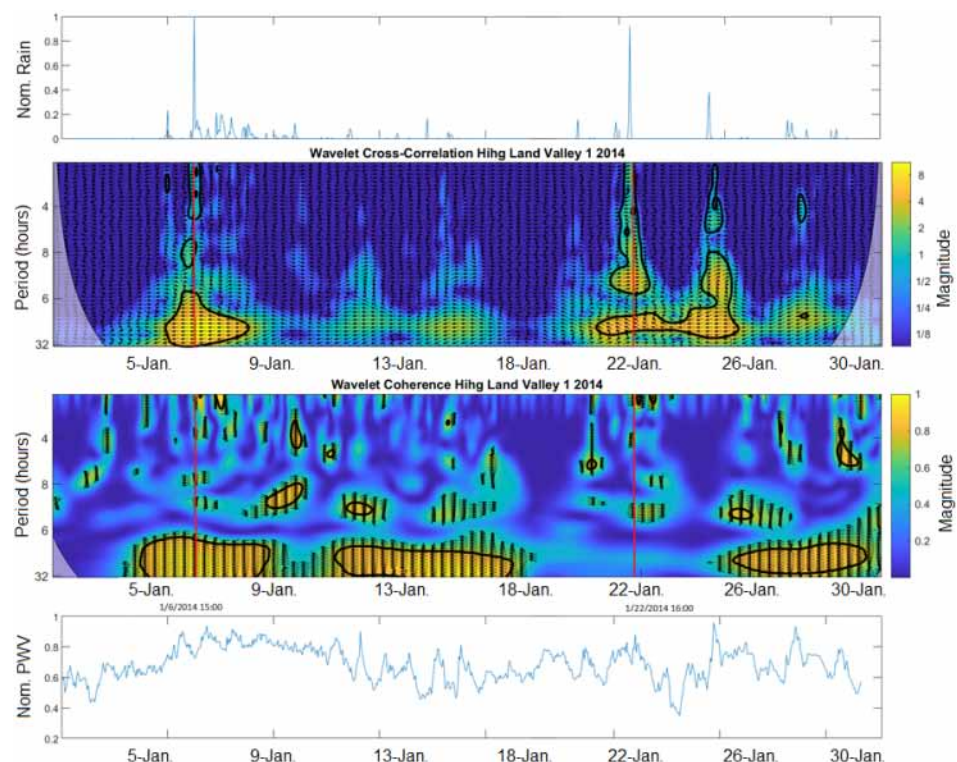 1
0.8
0.6
0.4
0.2
0
Nom. Rain
Wavelet Cross-Correlation Hihg Land Valley 1 2014
Period (hours)
4
8
6
32
8
4
2
1
1/2
1/4
1/8
Magnitude
5-Jan. 9-Jan. 13-Jan. 18-Jan. 22-Jan. 26-Jan. 30-Jan.
Wavelet Coherence Hihg Land Valley 1 2014
Period (hours)
4
8
6
32
1
0.8
0.6
0.4
0.2
Magnitude
5-Jan. 9-Jan. 13-Jan. 18-Jan. 22-Jan. 26-Jan. 30-Jan.
1/6/2014 15:00 1/22/2014 16:00
Nom. PWV
1
0.8
0.6
0.4
0.2
5-Jan. 9-Jan. 13-Jan. 18-Jan. 22-Jan. 26-Jan. 30-Jan.